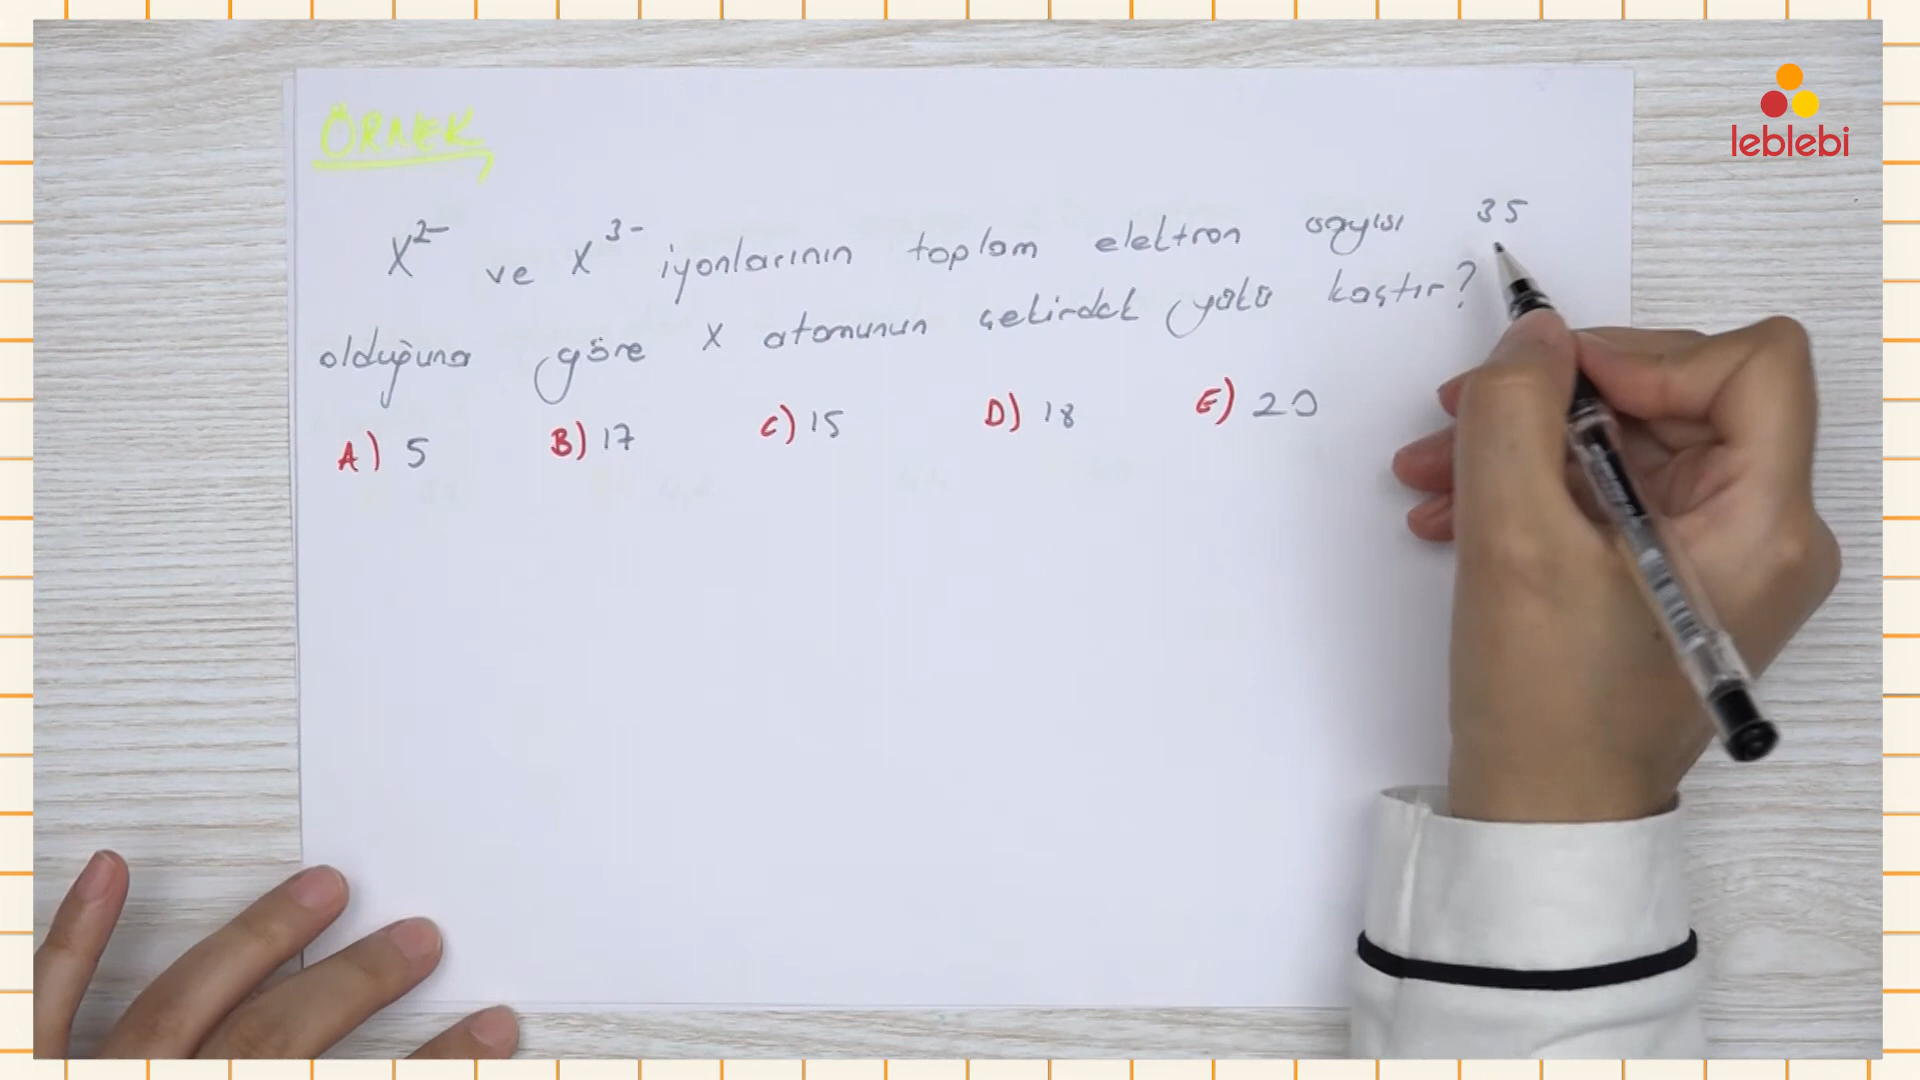 ÖRNEK
X²⁻ ve X³⁻ iyonlarının toplam elektron sayısı 35
olduğuna göre X atomunun çekirdek yükü kaçtır?
A) 5 B) 17 C) 15 D) 18 E) 20
leblebi